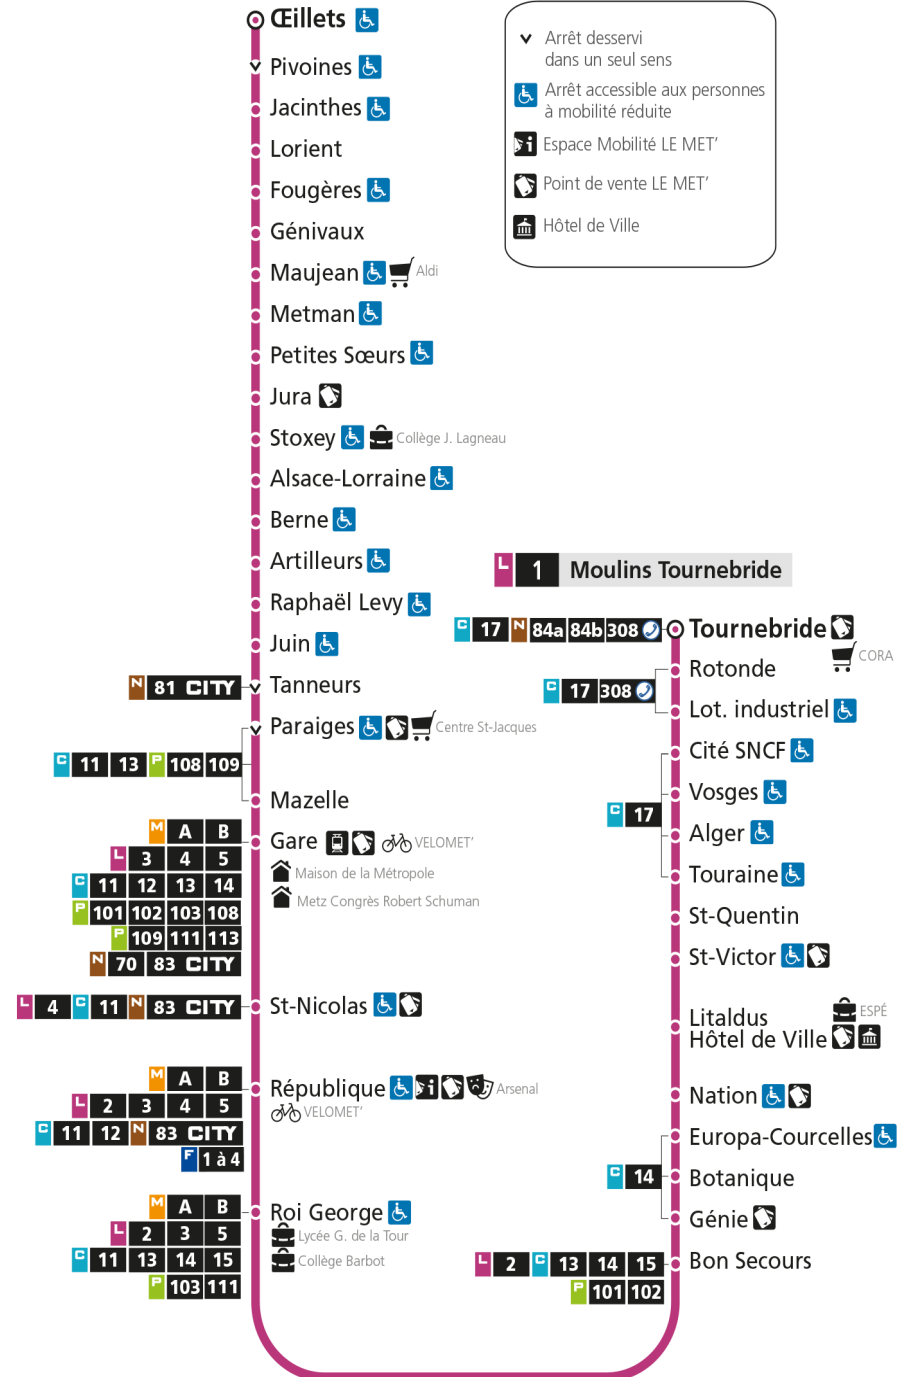 Œillets
Pivoines
Jacinthes
Lorient
Fougères
Génivaux
Maujean Aldi
Metman
Petites Sœurs
Jura
Stoxey Collège J. Lagneau
Alsace-Lorraine
Berne
Artilleurs
Raphaël Levy
Juin
N 81 CITY Tanneurs
Paraiges Centre St-Jacques
C 11 13 P 108 109
Mazelle
M A B
Gare VELOMET’
L 3 4 5
Maison de la Métropole
C 11 12 13 14
Metz Congrès Robert Schuman
P 101 102 103 108
P 109 111 113
N 70 83 CITY
L 4 C 11 N 83 CITY St-Nicolas
M A B
République i Arsenal
L 2 3 4 5
VELOMET’
C 11 12 N 83 CITY
F 1 à 4
M A B
Roi George
L 2 3 5
Lycée G. de la Tour
C 11 13 14 15
Collège Barbot
P 103 111
Arrêt desservi
dans un seul sens
Arrêt accessible aux personnes
à mobilité réduite
i Espace Mobilité LE MET’
Point de vente LE MET’
Hôtel de Ville
L 1 Moulins Tournebride
C 17 N 84a 84b 308 Tournebride
CORA
Rotonde
C 17 308
Lot. industriel
Cité SNCF
Vosges
C 17
Alger
Touraine
St-Quentin
St-Victor
Litaldus ESPÉ
Hôtel de Ville
Nation
Europa-Courcelles
C 14 Botanique
Génie
L 2 C 13 14 15 Bon Secours
P 101 102